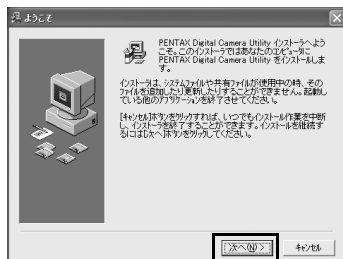 ようこそ
PENTAX Digital Camera Utility インストーラへよう
こそ。このインストーラではあなたのコンピュータに
PENTAX Digital Camera Utility をインストールしま
す。
インストーラは、システムファイルや共有ファイルが使用中の時、その
ファイルを追加したり更新したりすることができません。起動し
ている他のアプリケーションを終了させてください。
[キャンセル]ボタンをクリックすれば、いつでもインストール作業を中断
し、インストーラを終了することができます。インストールを継続す
るには[次へ]ボタンをクリックしてください。
次へ(N) >
キャンセル